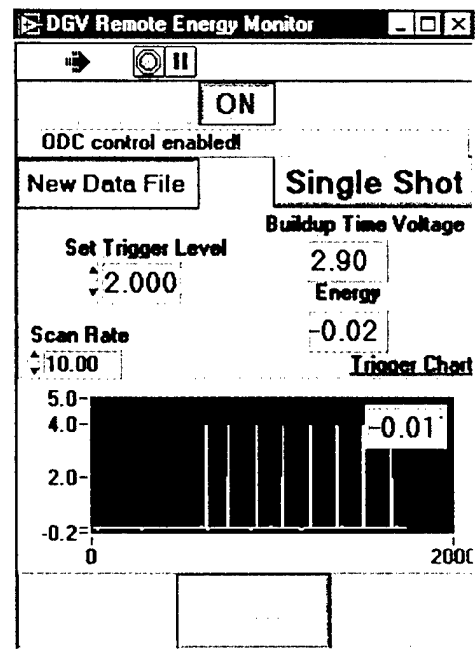 DGV Remote Energy Monitor
ON
ODC control enabled!
New Data File
Single Shot
Buildup Time Voltage
Set Trigger Level
2.90
2.000
Energy
-0.02
Scan Rate
10.00
Trigger Chart
5.0
4.0
-0.01
2.0
-0.2
0
2000